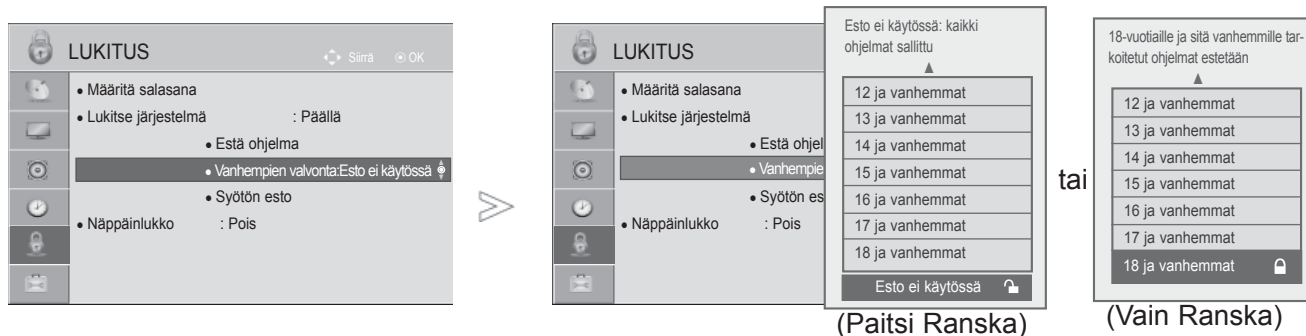 LUKITUS
Siirrä OK
• Määritä salasana
• Lukitse järjestelmä : Päällä
• Estä ohjelma
• Vanhempien valvonta:Esto ei käytössä
• Syötön esto
• Näppäinlukko : Pois
LUKITUS
• Määritä salasana
• Lukitse järjestelmä
• Estä ohjel
• Vanhempie
• Syötön es
• Näppäinlukko : Pois
Esto ei käytössä: kaikki
ohjelmat sallittu
12 ja vanhemmat
13 ja vanhemmat
14 ja vanhemmat
15 ja vanhemmat
16 ja vanhemmat
17 ja vanhemmat
18 ja vanhemmat
Esto ei käytössä
(Paitsi Ranska)
tai
18-vuotiaille ja sitä vanhemmille tar-
koitetut ohjelmat estetään
12 ja vanhemmat
13 ja vanhemmat
14 ja vanhemmat
15 ja vanhemmat
16 ja vanhemmat
17 ja vanhemmat
18 ja vanhemmat
(Vain Ranska)